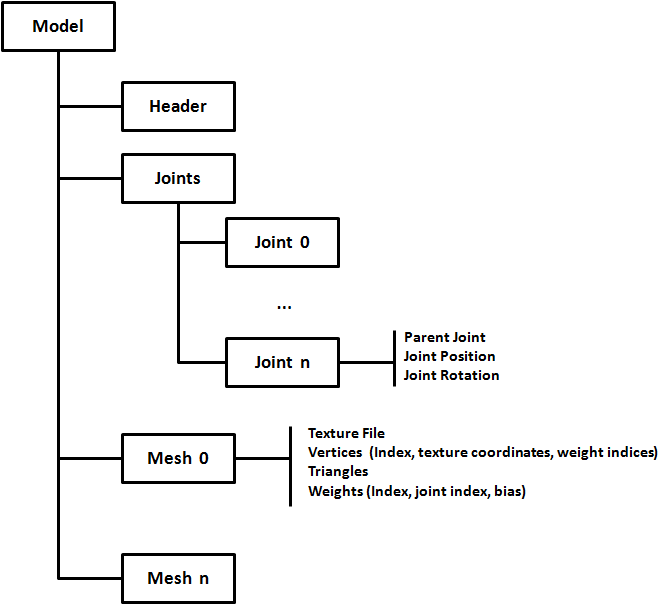 Model
Header
Joints
Joint 0
...
Joint n
Parent Joint
Joint Position
Joint Rotation
Mesh 0
Texture File
Vertices (Index, texture coordinates, weight indices)
Triangles
Weights (Index, joint index, bias)
Mesh n